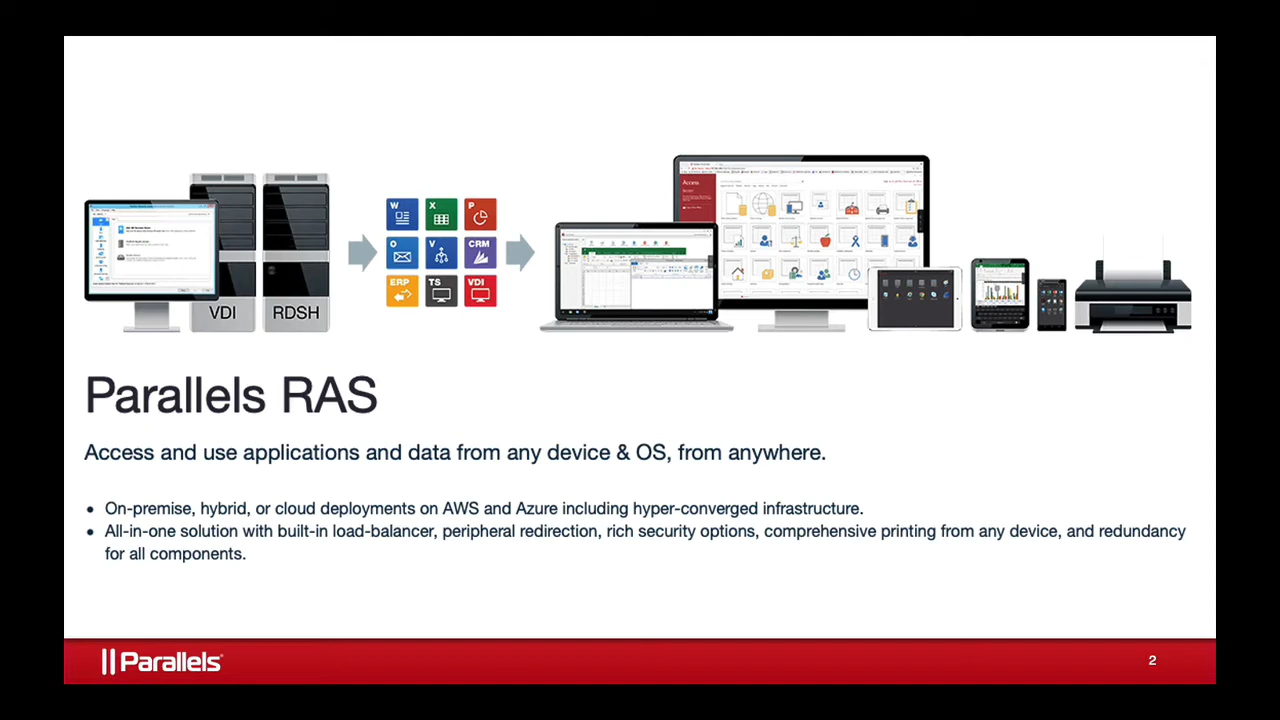 W X P
O V CRM
ERP TS VDI
VDI RDSH
Access
Parallels RAS
Access and use applications and data from any device & OS, from anywhere.
• On-premise, hybrid, or cloud deployments on AWS and Azure including hyper-converged infrastructure.
• All-in-one solution with built-in load-balancer, peripheral redirection, rich security options, comprehensive printing from any device, and redundancy
for all components.
Parallels® 2